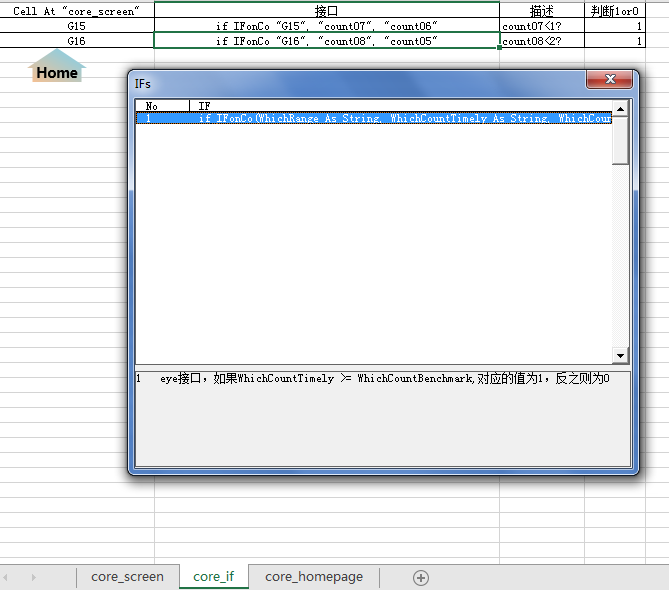 Cell At "core_screen" 接口 描述 判断1or0
G15 if IFonCo "G15", "count07", "count06" count07<1? 1
G16 if IFonCo "G16", "count08", "count05" count08<2? 1
Home
IFs
No IF
1 if IFonCo(WhichRange As String, WhichCountTimely As String, WhichCour
1 eye接口，如果WhichCountTimely >= WhichCountBenchmark,对应的值为1，反之则为0
core_screen core_if core_homepage